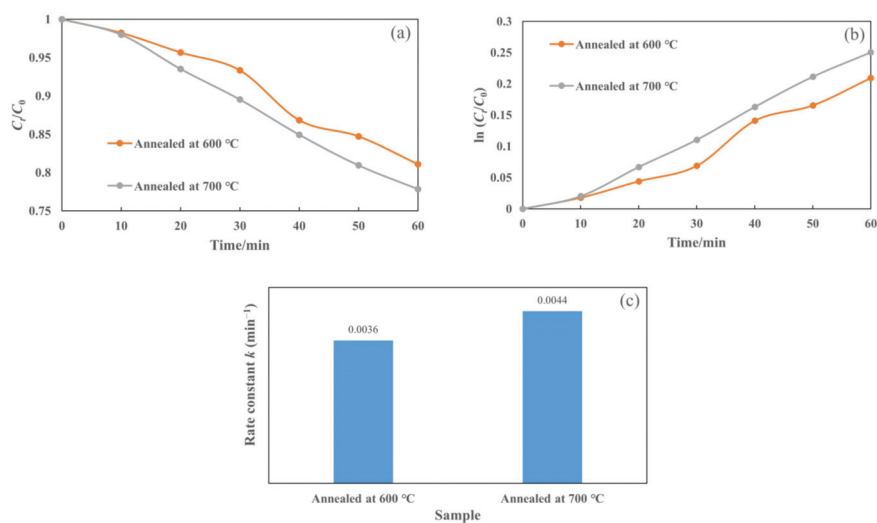 (a)
1
0.95
0.9
0.85
0.8
0.75
Cₜ/C₀
Annealed at 600 °C
Annealed at 700 °C
0 10 20 30 40 50 60
Time/min
(b)
0.3
0.25
0.2
0.15
0.1
0.05
0
ln (Cₜ/C₀)
Annealed at 600 °C
Annealed at 700 °C
0 10 20 30 40 50 60
Time/min
(c)
Rate constant k (min⁻¹)
0.0036
0.0044
Annealed at 600 °C Annealed at 700 °C
Sample